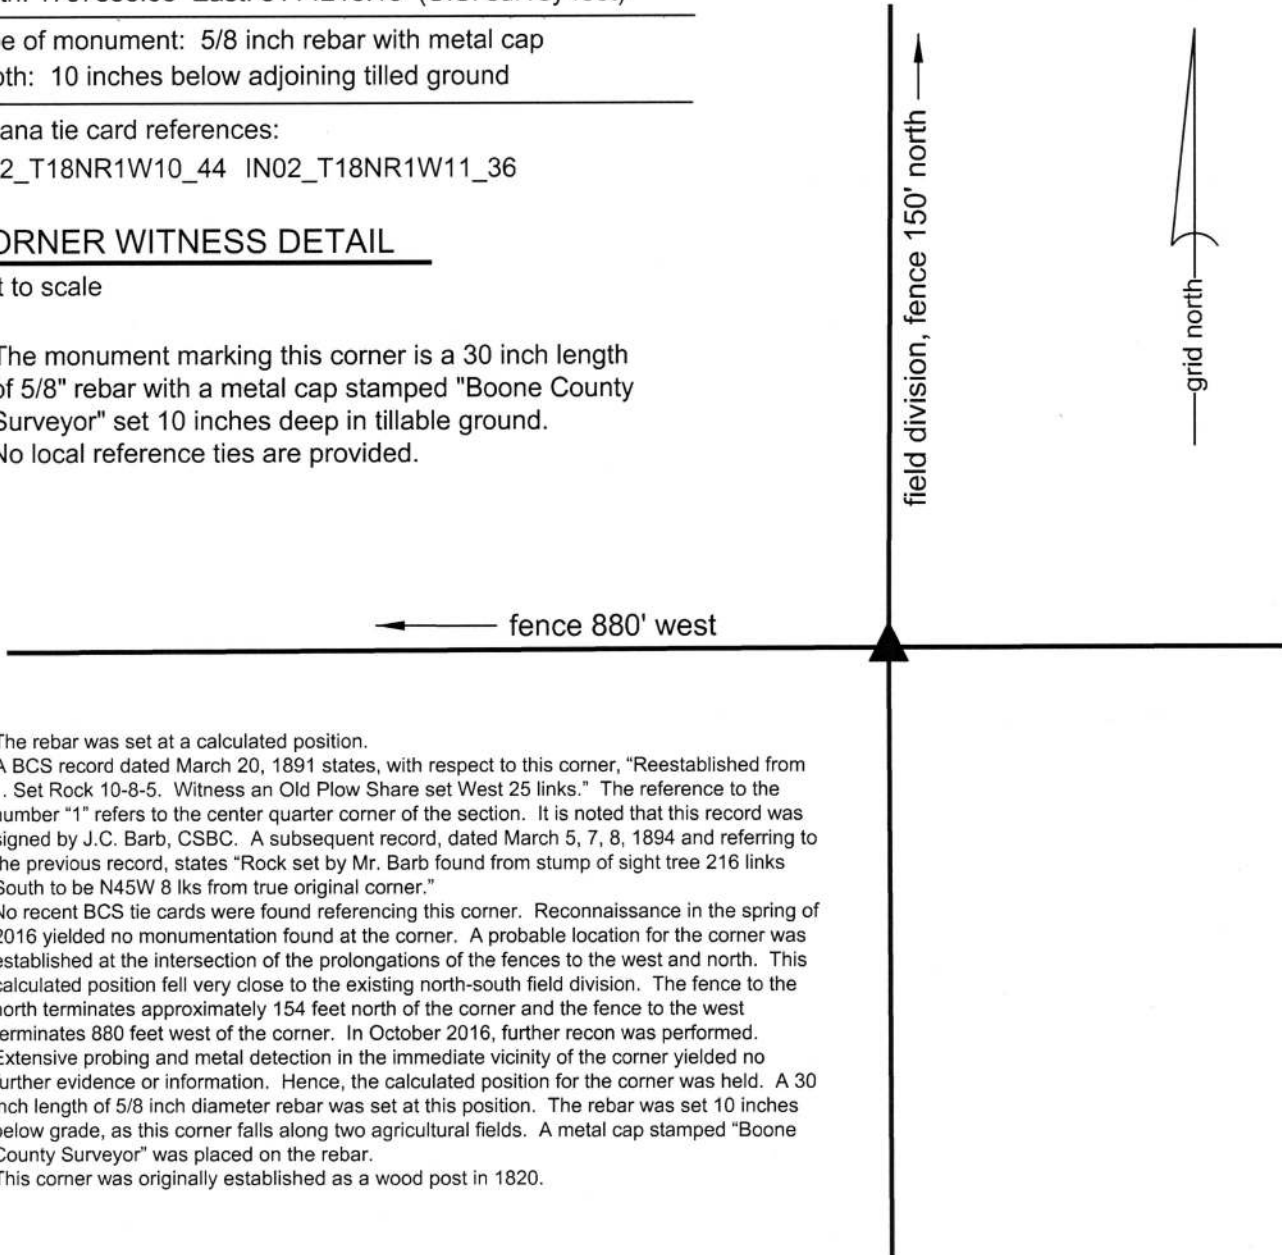 e of monument: 5/8 inch rebar with metal cap
pth: 10 inches below adjoining tilled ground
ana tie card references:
2_T18NR1W10_44 IN02_T18NR1W11_36
ORNER WITNESS DETAIL
t to scale
The monument marking this corner is a 30 inch length
of 5/8" rebar with a metal cap stamped "Boone County
Surveyor" set 10 inches deep in tillable ground.
No local reference ties are provided.
field division, fence 150' north
grid north
fence 880' west
The rebar was set at a calculated position.
A BCS record dated March 20, 1891 states, with respect to this corner, “Reestablished from
. Set Rock 10-8-5. Witness an Old Plow Share set West 25 links.” The reference to the
number “1” refers to the center quarter corner of the section. It is noted that this record was
signed by J.C. Barb, CSBC. A subsequent record, dated March 5, 7, 8, 1894 and referring to
the previous record, states “Rock set by Mr. Barb found from stump of sight tree 216 links
South to be N45W 8 lks from true original corner.”
No recent BCS tie cards were found referencing this corner. Reconnaissance in the spring of
2016 yielded no monumentation found at the corner. A probable location for the corner was
established at the intersection of the prolongations of the fences to the west and north. This
calculated position fell very close to the existing north-south field division. The fence to the
north terminates approximately 154 feet north of the corner and the fence to the west
terminates 880 feet west of the corner. In October 2016, further recon was performed.
Extensive probing and metal detection in the immediate vicinity of the corner yielded no
further evidence or information. Hence, the calculated position for the corner was held. A 30
inch length of 5/8 inch diameter rebar was set at this position. The rebar was set 10 inches
below grade, as this corner falls along two agricultural fields. A metal cap stamped “Boone
County Surveyor” was placed on the rebar.
This corner was originally established as a wood post in 1820.